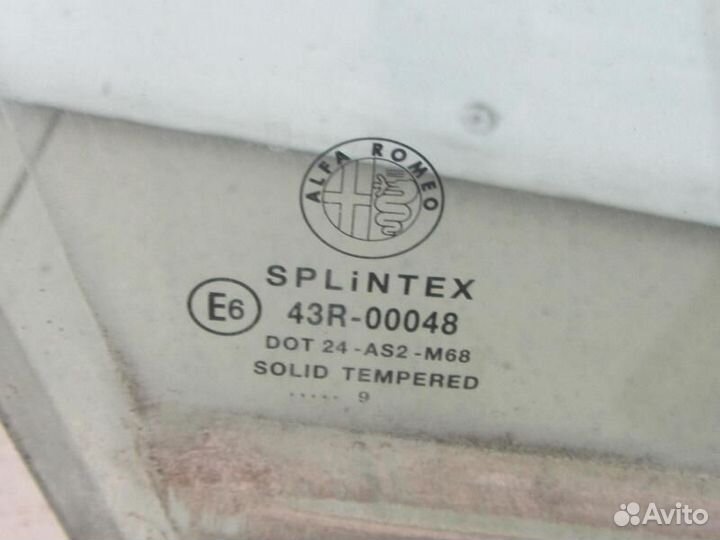 ALFA ROMEO
SPLiNTEX
E6 43R-00048
DOT 24-AS2-M68
SOLID TEMPERED
..... 9
Avito